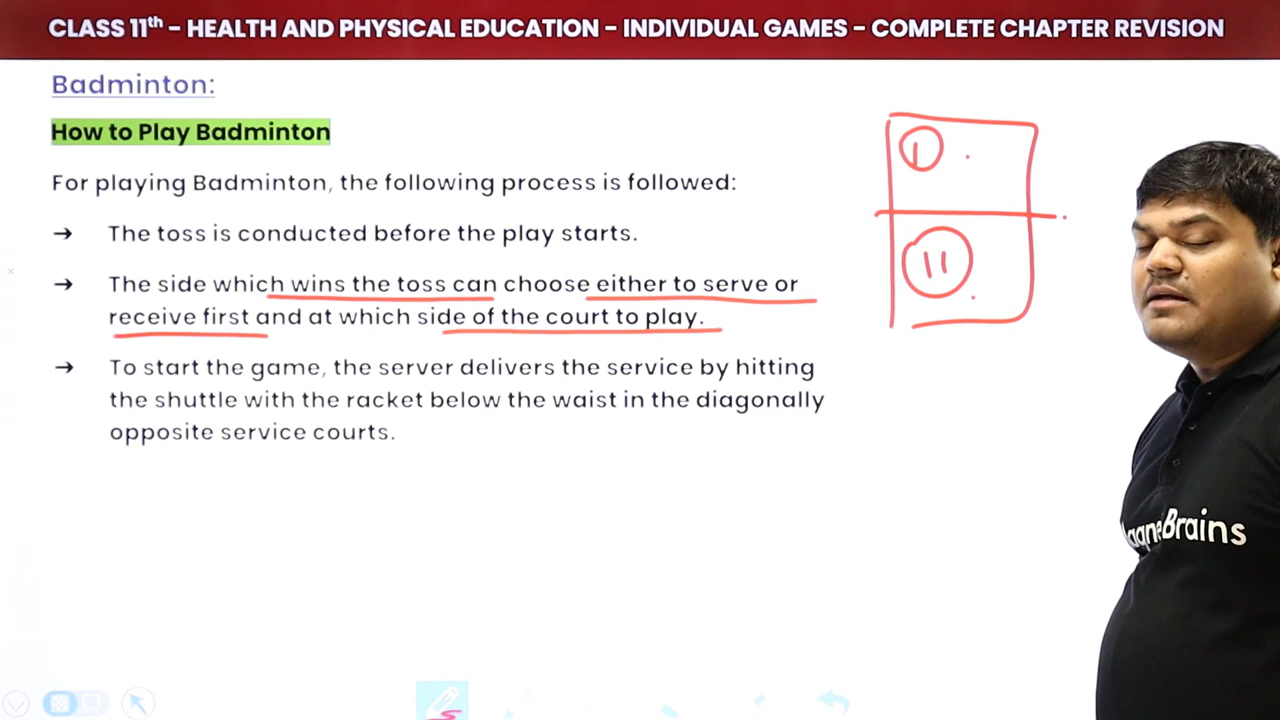 CLASS 11th - HEALTH AND PHYSICAL EDUCATION - INDIVIDUAL GAMES - COMPLETE CHAPTER REVISION
Badminton:
How to Play Badminton
For playing Badminton, the following process is followed:
→ The toss is conducted before the play starts.
→ The side which wins the toss can choose either to serve or
receive first and at which side of the court to play.
→ To start the game, the server delivers the service by hitting
the shuttle with the racket below the waist in the diagonally
opposite service courts.
I
II
Brains